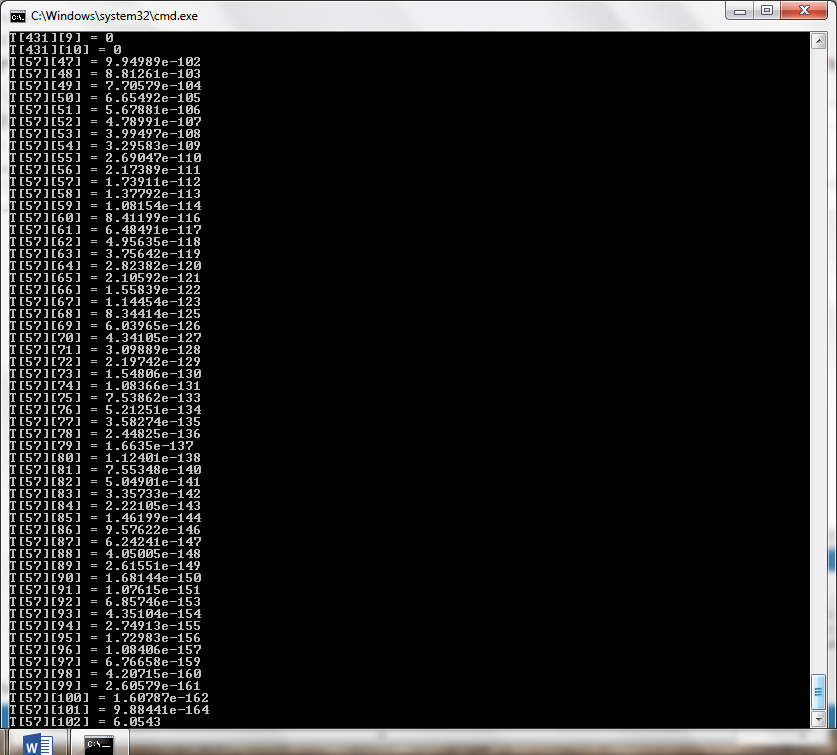 C:\Windows\system32\cmd.exe
T[431][9] = 0
T[431][10] = 0
T[57][47] = 9.94989e-102
T[57][48] = 8.81261e-103
T[57][49] = 7.70579e-104
T[57][50] = 6.65492e-105
T[57][51] = 5.67881e-106
T[57][52] = 4.78991e-107
T[57][53] = 3.99497e-108
T[57][54] = 3.29583e-109
T[57][55] = 2.69047e-110
T[57][56] = 2.17389e-111
T[57][57] = 1.73911e-112
T[57][58] = 1.37792e-113
T[57][59] = 1.08154e-114
T[57][60] = 8.41199e-116
T[57][61] = 6.48491e-117
T[57][62] = 4.95635e-118
T[57][63] = 3.75642e-119
T[57][64] = 2.82382e-120
T[57][65] = 2.10592e-121
T[57][66] = 1.55839e-122
T[57][67] = 1.14454e-123
T[57][68] = 8.34414e-125
T[57][69] = 6.03965e-126
T[57][70] = 4.34105e-127
T[57][71] = 3.09889e-128
T[57][72] = 2.19742e-129
T[57][73] = 1.54806e-130
T[57][74] = 1.08366e-131
T[57][75] = 7.53862e-133
T[57][76] = 5.21251e-134
T[57][77] = 3.58274e-135
T[57][78] = 2.44825e-136
T[57][79] = 1.6635e-137
T[57][80] = 1.12401e-138
T[57][81] = 7.55348e-140
T[57][82] = 5.04901e-141
T[57][83] = 3.35733e-142
T[57][84] = 2.22105e-143
T[57][85] = 1.46199e-144
T[57][86] = 9.57622e-146
T[57][87] = 6.24241e-147
T[57][88] = 4.05005e-148
T[57][89] = 2.61551e-149
T[57][90] = 1.68144e-150
T[57][91] = 1.07615e-151
T[57][92] = 6.85746e-153
T[57][93] = 4.35104e-154
T[57][94] = 2.74913e-155
T[57][95] = 1.72983e-156
T[57][96] = 1.08406e-157
T[57][97] = 6.76658e-159
T[57][98] = 4.20715e-160
T[57][99] = 2.60579e-161
T[57][100] = 1.60787e-162
T[57][101] = 9.88441e-164
T[57][102] = 6.0543